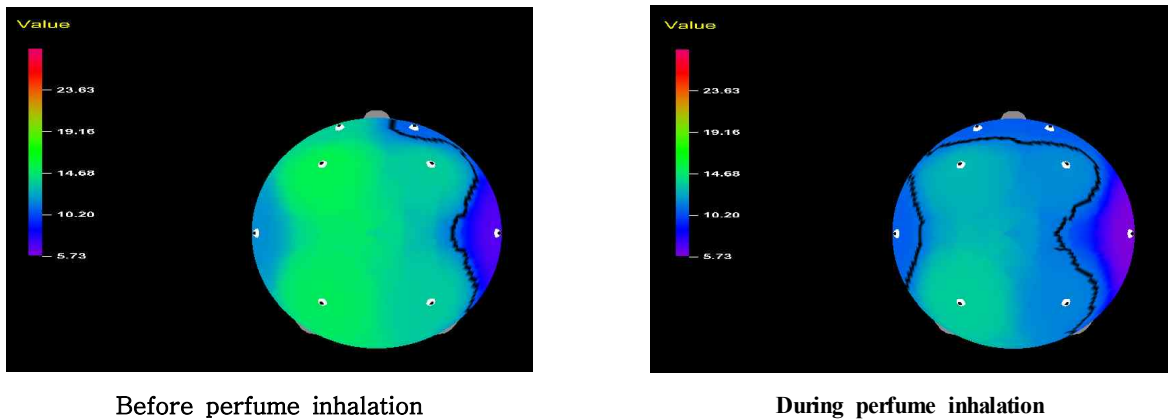 Value
23.63
19.16
14.68
10.20
5.73
Before perfume inhalation
Value
23.63
19.16
14.68
10.20
5.73
During perfume inhalation